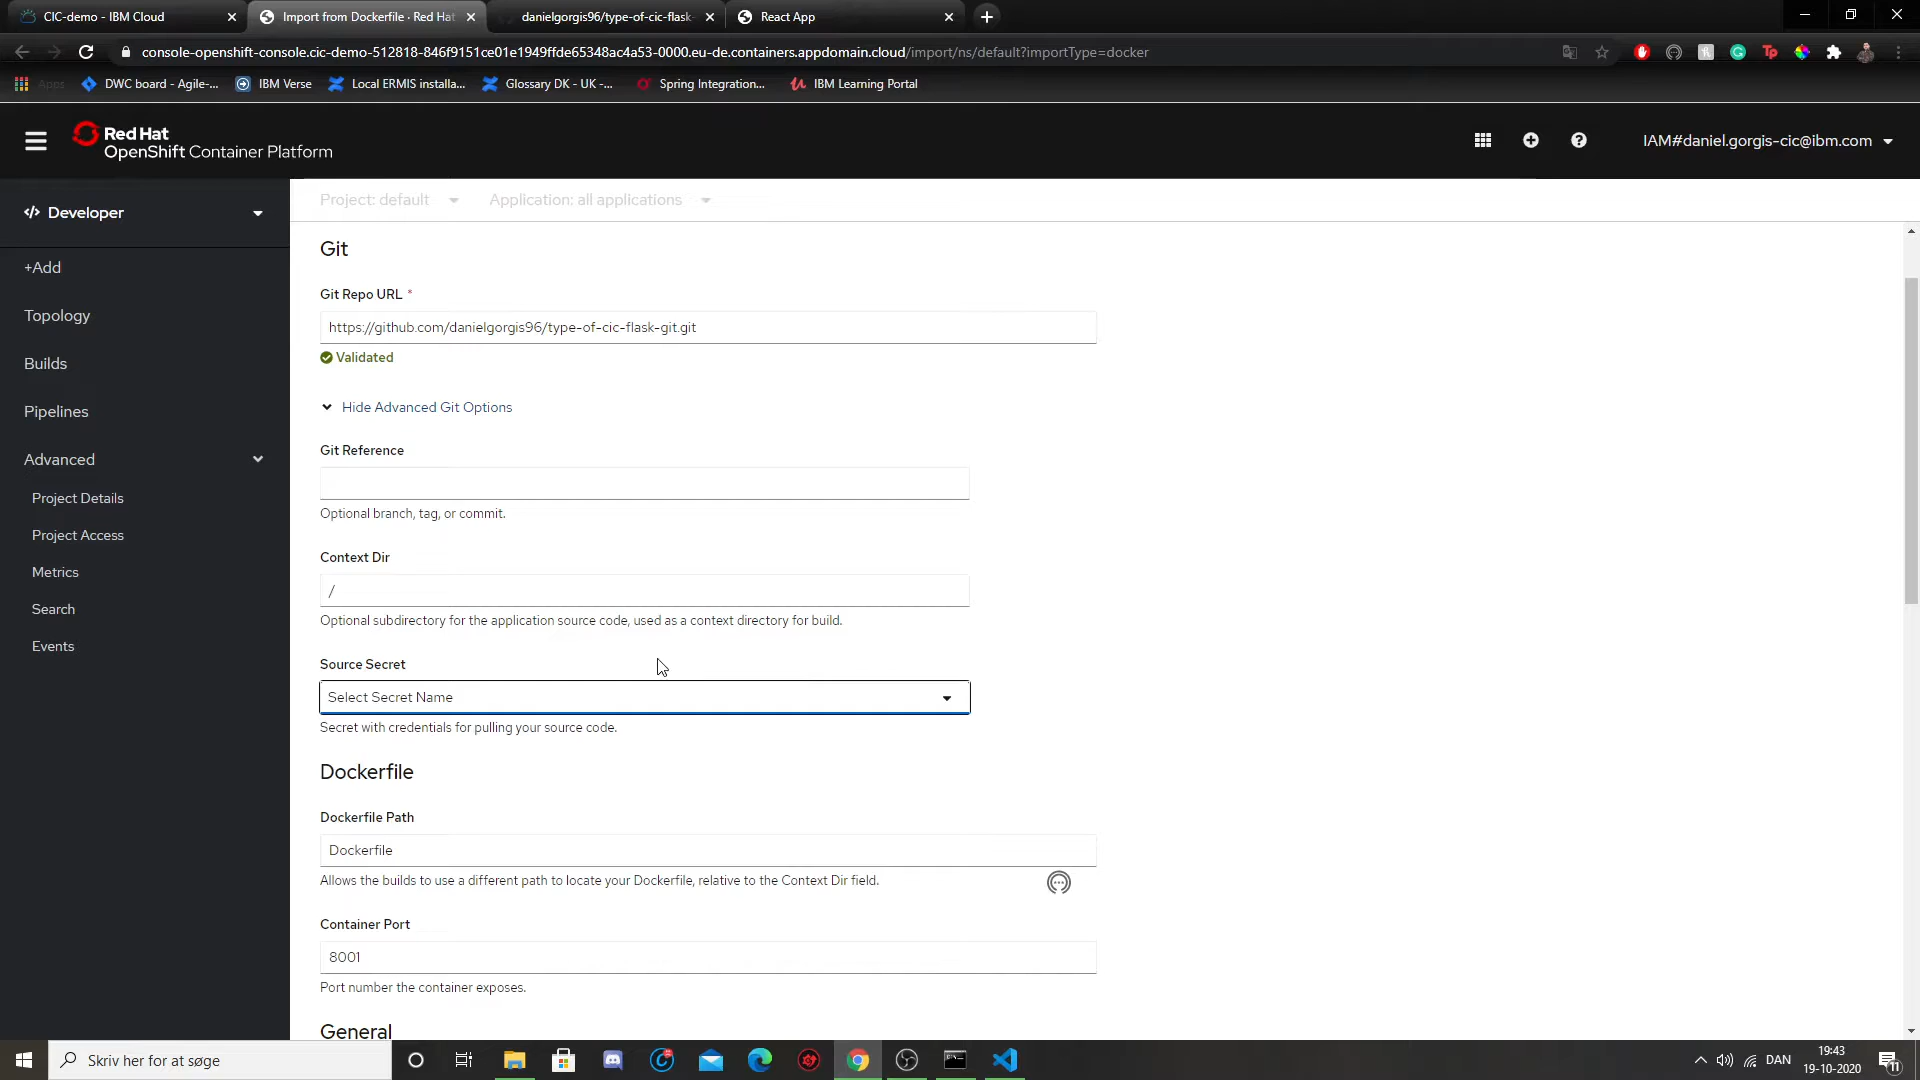 CIC-demo - IBM Cloud
Import from Dockerfile · Red Hat
danielgorgis96/type-of-cic-flask-
React App
console-openshift-console.cic-demo-512818-846f9151ce01e1949ffde65348ac4a53-0000.eu-de.containers.appdomain.cloud/import/ns/default?importType=docker
Apps
DWC board - Agile-...
IBM Verse
Local ERMIS installa...
Glossary DK - UK -...
Spring Integration...
IBM Learning Portal
Red Hat
OpenShift Container Platform
IAM#daniel.gorgis-cic@ibm.com
</> Developer
Project: default
Application: all applications
+Add
Topology
Builds
Pipelines
Advanced
Project Details
Project Access
Metrics
Search
Events
Git
Git Repo URL *
https://github.com/danielgorgis96/type-of-cic-flask-git.git
Validated
Hide Advanced Git Options
Git Reference
Optional branch, tag, or commit.
Context Dir
/
Optional subdirectory for the application source code, used as a context directory for build.
Source Secret
Select Secret Name
Secret with credentials for pulling your source code.
Dockerfile
Dockerfile Path
Dockerfile
Allows the builds to use a different path to locate your Dockerfile, relative to the Context Dir field.
Container Port
8001
Port number the container exposes.
General
Skriv her for at søge
DAN
19:43
19-10-2020
11